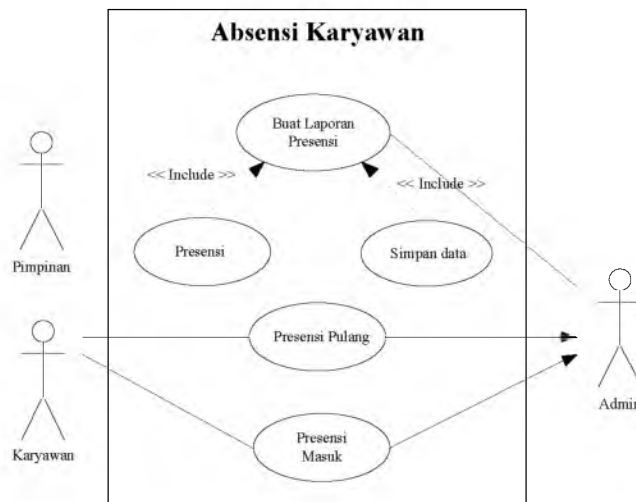 Absensi Karyawan
Buat Laporan
Presensi
<< Include >>
<< Include >>
Presensi
Simpan data
Pimpinan
Presensi Pulang
Admin
Presensi
Masuk
Karyawan